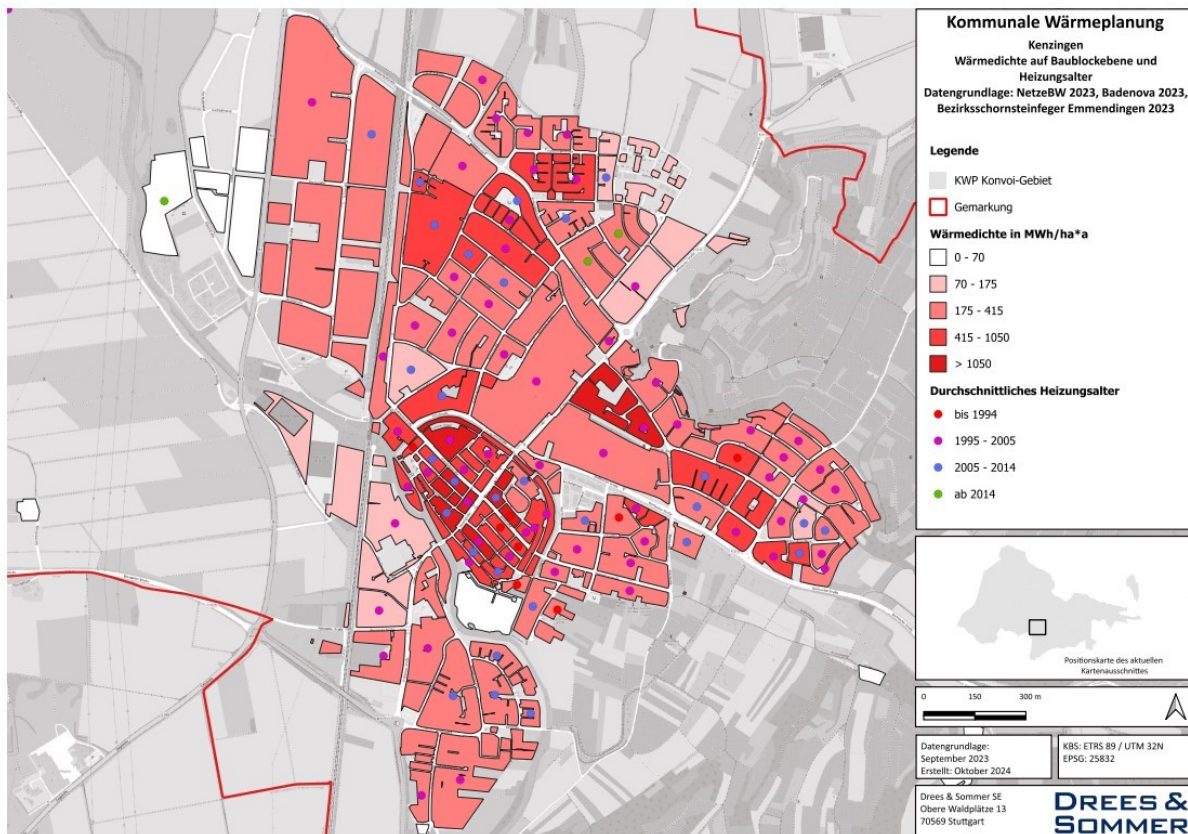 Kommunale Wärmeplanung
Kenzingen
Wärmedichte auf Baublockebene und
Heizungsalter
Datengrundlage: NetzeBW 2023, Badenova 2023,
Bezirksschornsteinfeger Emmendingen 2023
Legende
KWP Konvoi-Gebiet
Gemarkung
Wärmedichte in MWh/ha*a
0 - 70
70 - 175
175 - 415
415 - 1050
> 1050
Durchschnittliches Heizungsalter
bis 1994
1995 - 2005
2005 - 2014
ab 2014
Positionskarte des aktuellen
Kartenausschnittes
0 150 300 m
Datengrundlage:
September 2023
Erstellt: Oktober 2024
KBS: ETRS 89 / UTM 32N
EPSG: 25832
Drees & Sommer SE
Obere Waldplätze 13
70569 Stuttgart
DREES &
SOMMER